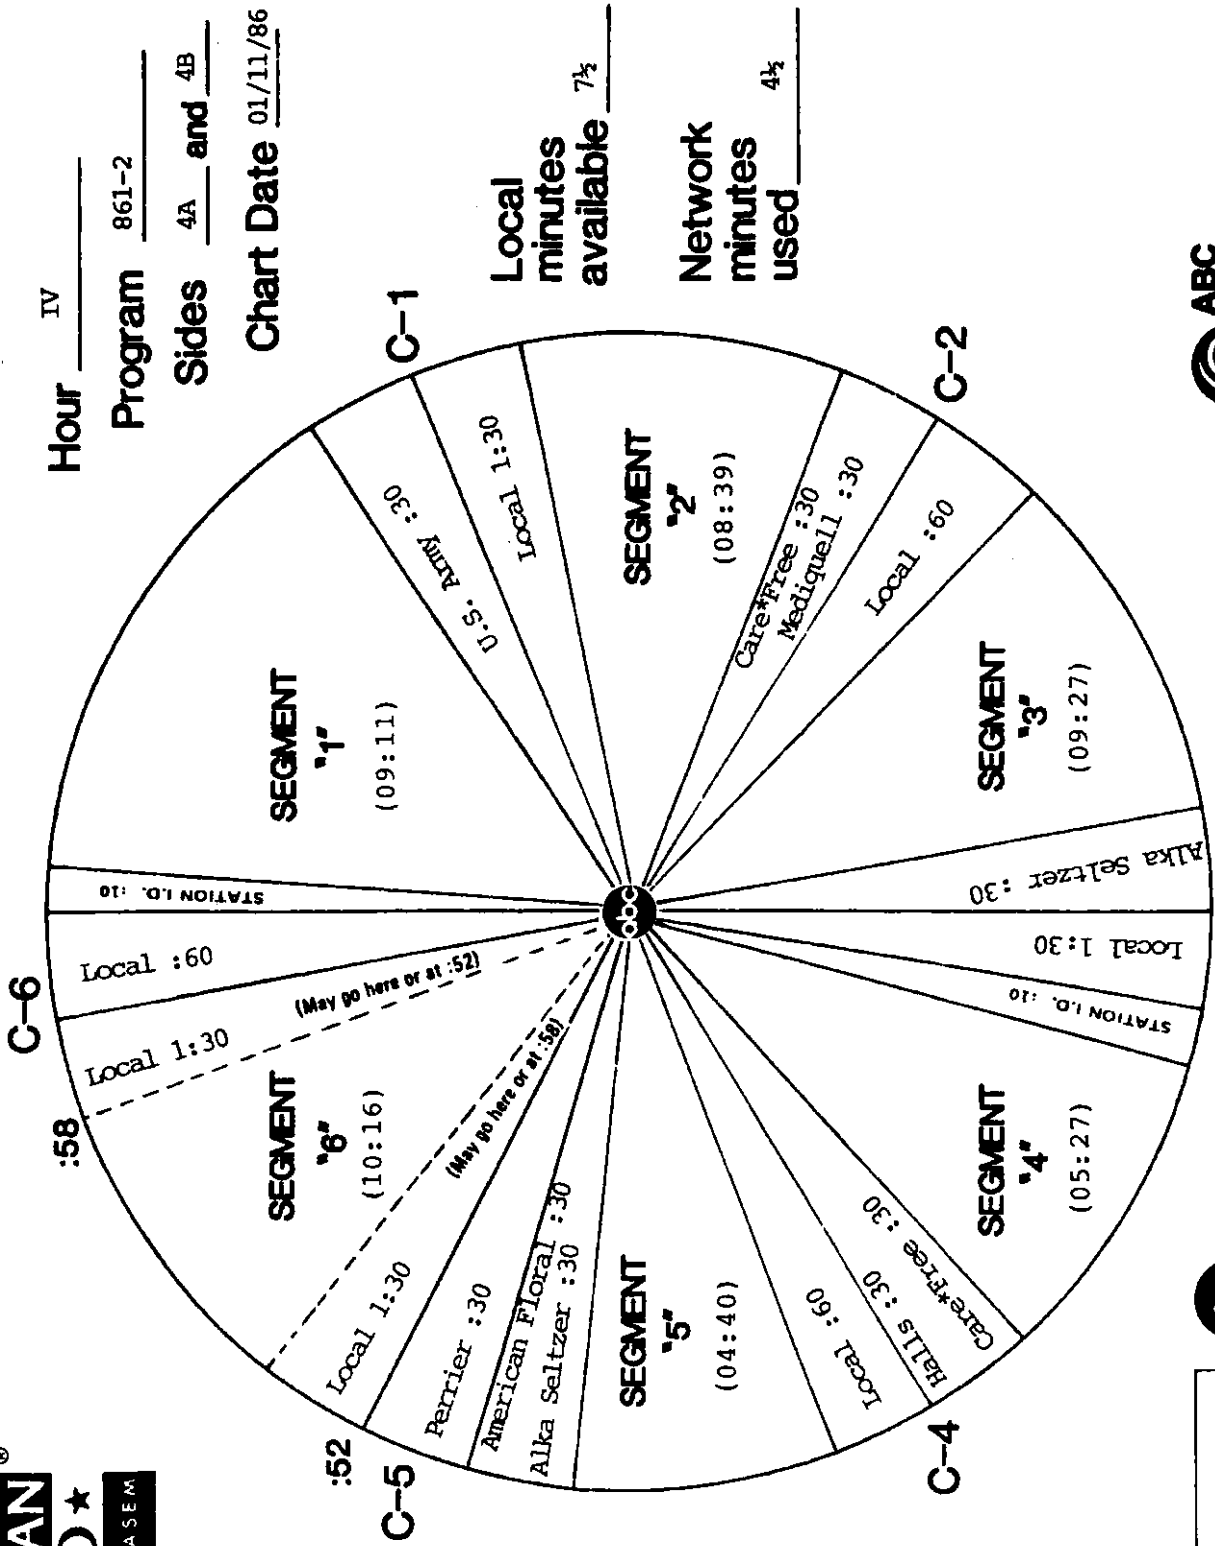 Hour IV
Program 861-2
Sides 4A and 4B
Chart Date 01/11/86
Local
minutes
available 7½
Network
minutes
used 4½
ABC
STATION I.D. :10
SEGMENT
"1"
(09:11)
U.S. Army :30
C-1
Local 1:30
SEGMENT
"2"
(08:39)
Care*Free :30
Mediquell :30
C-2
Local :60
SEGMENT
"3"
(09:27)
Alka Seltzer :30
Local 1:30
STATION I.D. :10
SEGMENT
"4"
(05:27)
Care*Free :30
Halls :30
C-4
Local :60
SEGMENT
"5"
(04:40)
Alka Seltzer :30
American Floral :30
Perrier :30
C-5
:52
Local 1:30
(May go here or at :58)
SEGMENT
"6"
(10:16)
:58
Local 1:30
(May go here or at :52)
C-6
Local :60
abc
AN
®
ASEM